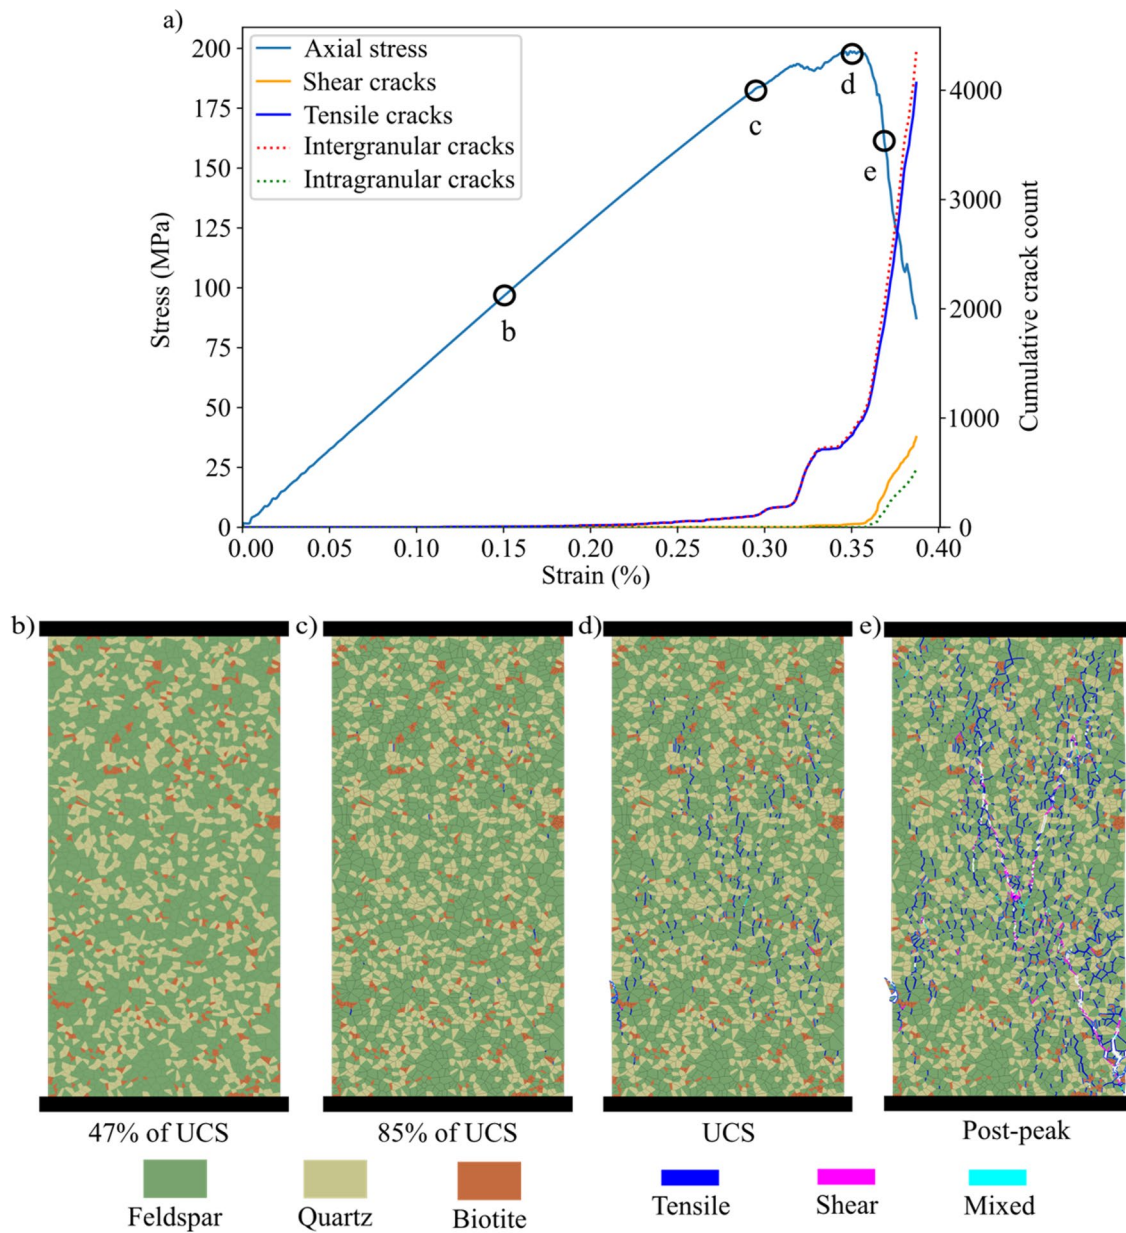 a)
Axial stress
Shear cracks
Tensile cracks
Intergranular cracks
Intragranular cracks
200
175
150
125
100
75
50
25
0
Stress (MPa)
4000
3000
2000
1000
0
Cumulative crack count
b
c
d
e
0.00 0.05 0.10 0.15 0.20 0.25 0.30 0.35 0.40
Strain (%)
b) c) d) e)
47% of UCS 85% of UCS UCS Post-peak
Feldspar Quartz Biotite Tensile Shear Mixed